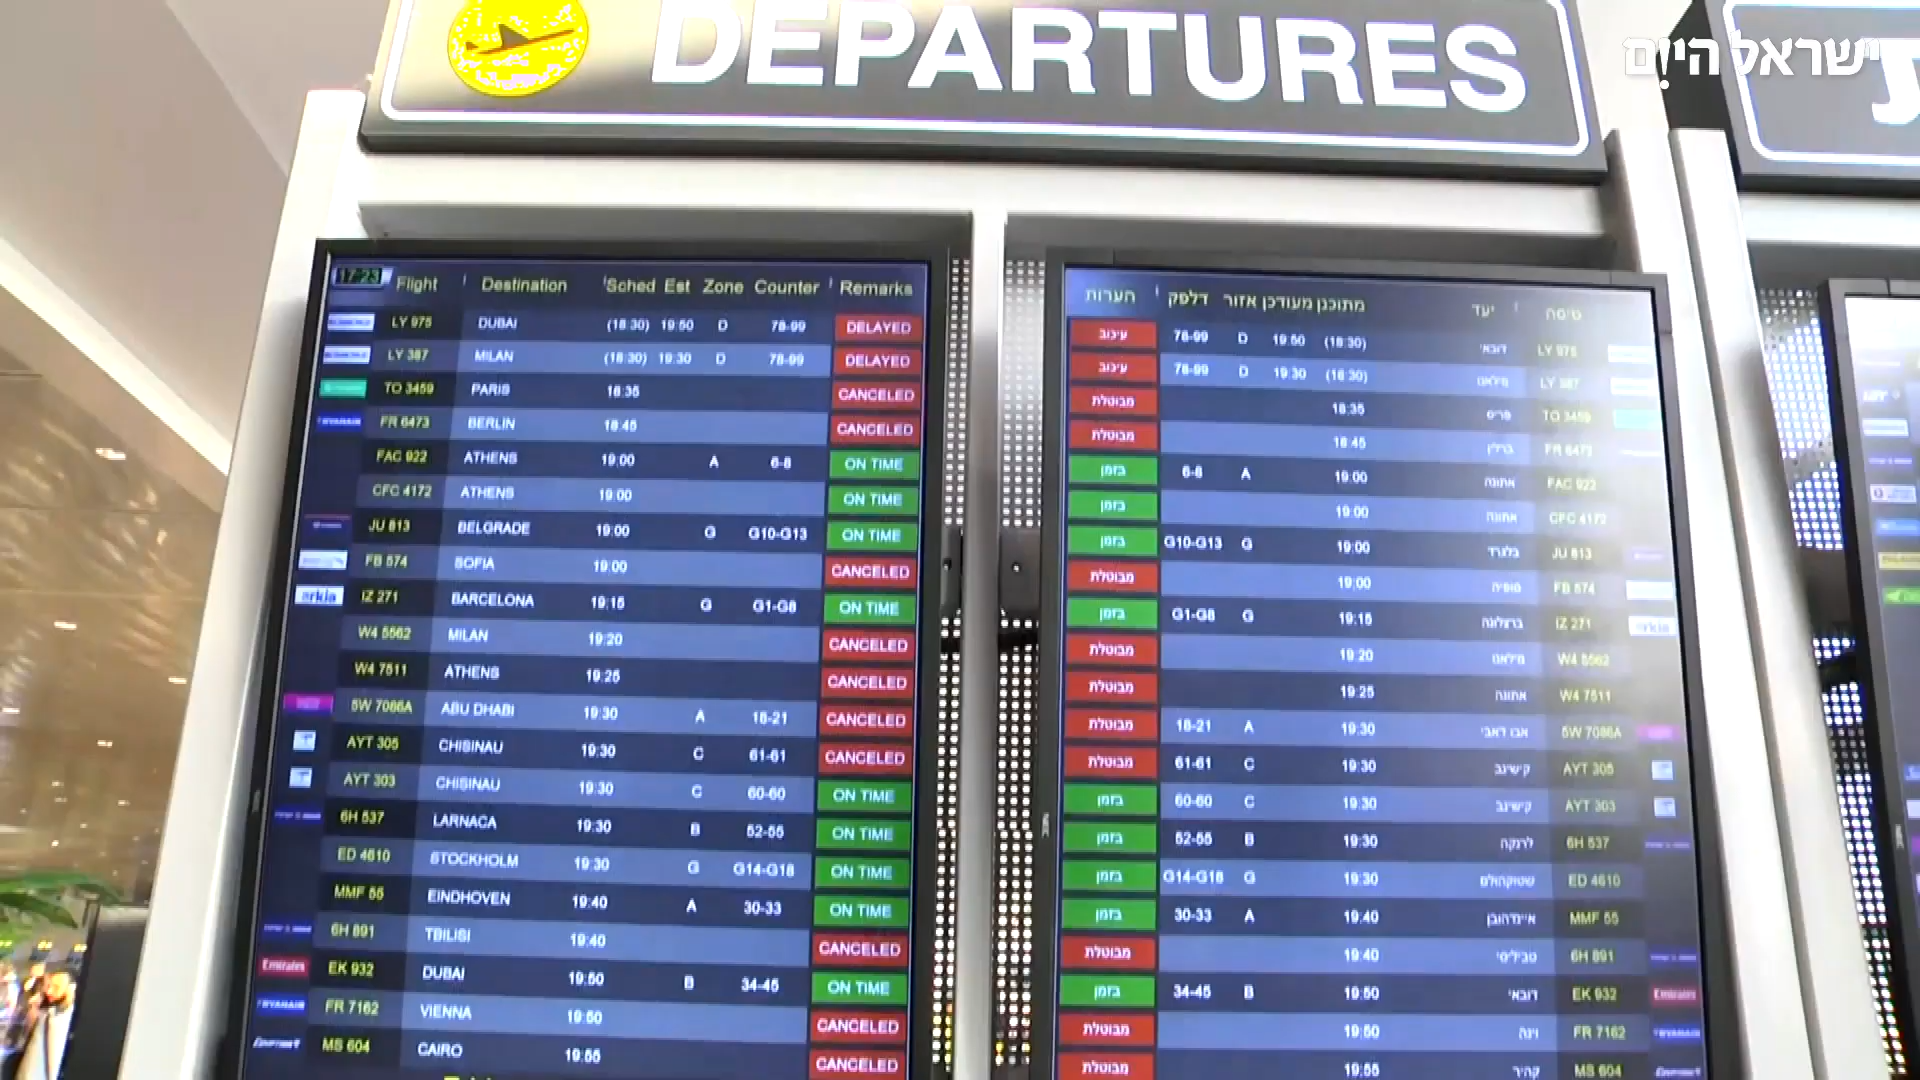 DEPARTURES
ישראל היום
17:23 Flight Destination Sched Est Zone Counter Remarks
LY 975 DUBAI (18:30) 19:50 D 78-99 DELAYED
LY 387 MILAN (18:30) 19:30 D 78-99 DELAYED
TO 3459 PARIS 18:35 CANCELED
RYANAIR FR 6473 BERLIN 18:45 CANCELED
FAC 922 ATHENS 19:00 A 6-8 ON TIME
CFC 4172 ATHENS 19:00 ON TIME
JU 813 BELGRADE 19:00 G G10-G13 ON TIME
FB 574 SOFIA 19:00 CANCELED
arkia IZ 271 BARCELONA 19:15 G G1-G8 ON TIME
W4 5562 MILAN 19:20 CANCELED
W4 7511 ATHENS 19:25 CANCELED
5W 7086A ABU DHABI 19:30 A 18-21 CANCELED
AYT 305 CHISINAU 19:30 C 61-61 CANCELED
AYT 303 CHISINAU 19:30 C 60-60 ON TIME
6H 537 LARNACA 19:30 B 52-55 ON TIME
ED 4610 STOCKHOLM 19:30 G G14-G18 ON TIME
MMF 55 EINDHOVEN 19:40 A 30-33 ON TIME
6H 891 TBILISI 19:40 CANCELED
Emirates EK 932 DUBAI 19:50 B 34-45 ON TIME
RYANAIR FR 7162 VIENNA 19:50 CANCELED
MS 604 CAIRO 19:55 CANCELED
טיסה יעד מתוכנן מעודכן אזור דלפק הערות
LY 975 דובאי (18:30) 19:50 D 78-99 עיכוב
LY 387 מילאנו (18:30) 19:30 D 78-99 עיכוב
TO 3459 פריס 18:35 מבוטלת
FR 6473 ברלין 18:45 מבוטלת
FAC 922 אתונה 19:00 A 6-8 בזמן
CFC 4172 אתונה 19:00 בזמן
JU 813 בלגרד 19:00 G G10-G13 בזמן
FB 574 סופיה 19:00 מבוטלת
arkia IZ 271 ברצלונה 19:15 G G1-G8 בזמן
W4 5562 מילאנו 19:20 מבוטלת
W4 7511 אתונה 19:25 מבוטלת
5W 7086A אבו דאבי 19:30 A 18-21 מבוטלת
AYT 305 קישינב 19:30 C 61-61 מבוטלת
AYT 303 קישינב 19:30 C 60-60 בזמן
6H 537 לרנקה 19:30 B 52-55 בזמן
ED 4610 שטוקהולם 19:30 G G14-G18 בזמן
MMF 55 איינדהובן 19:40 A 30-33 בזמן
6H 891 טביליסי 19:40 מבוטלת
Emirates EK 932 דובאי 19:50 B 34-45 בזמן
RYANAIR FR 7162 וינה 19:50 מבוטלת
MS 604 קהיר 19:55 מבוטלת